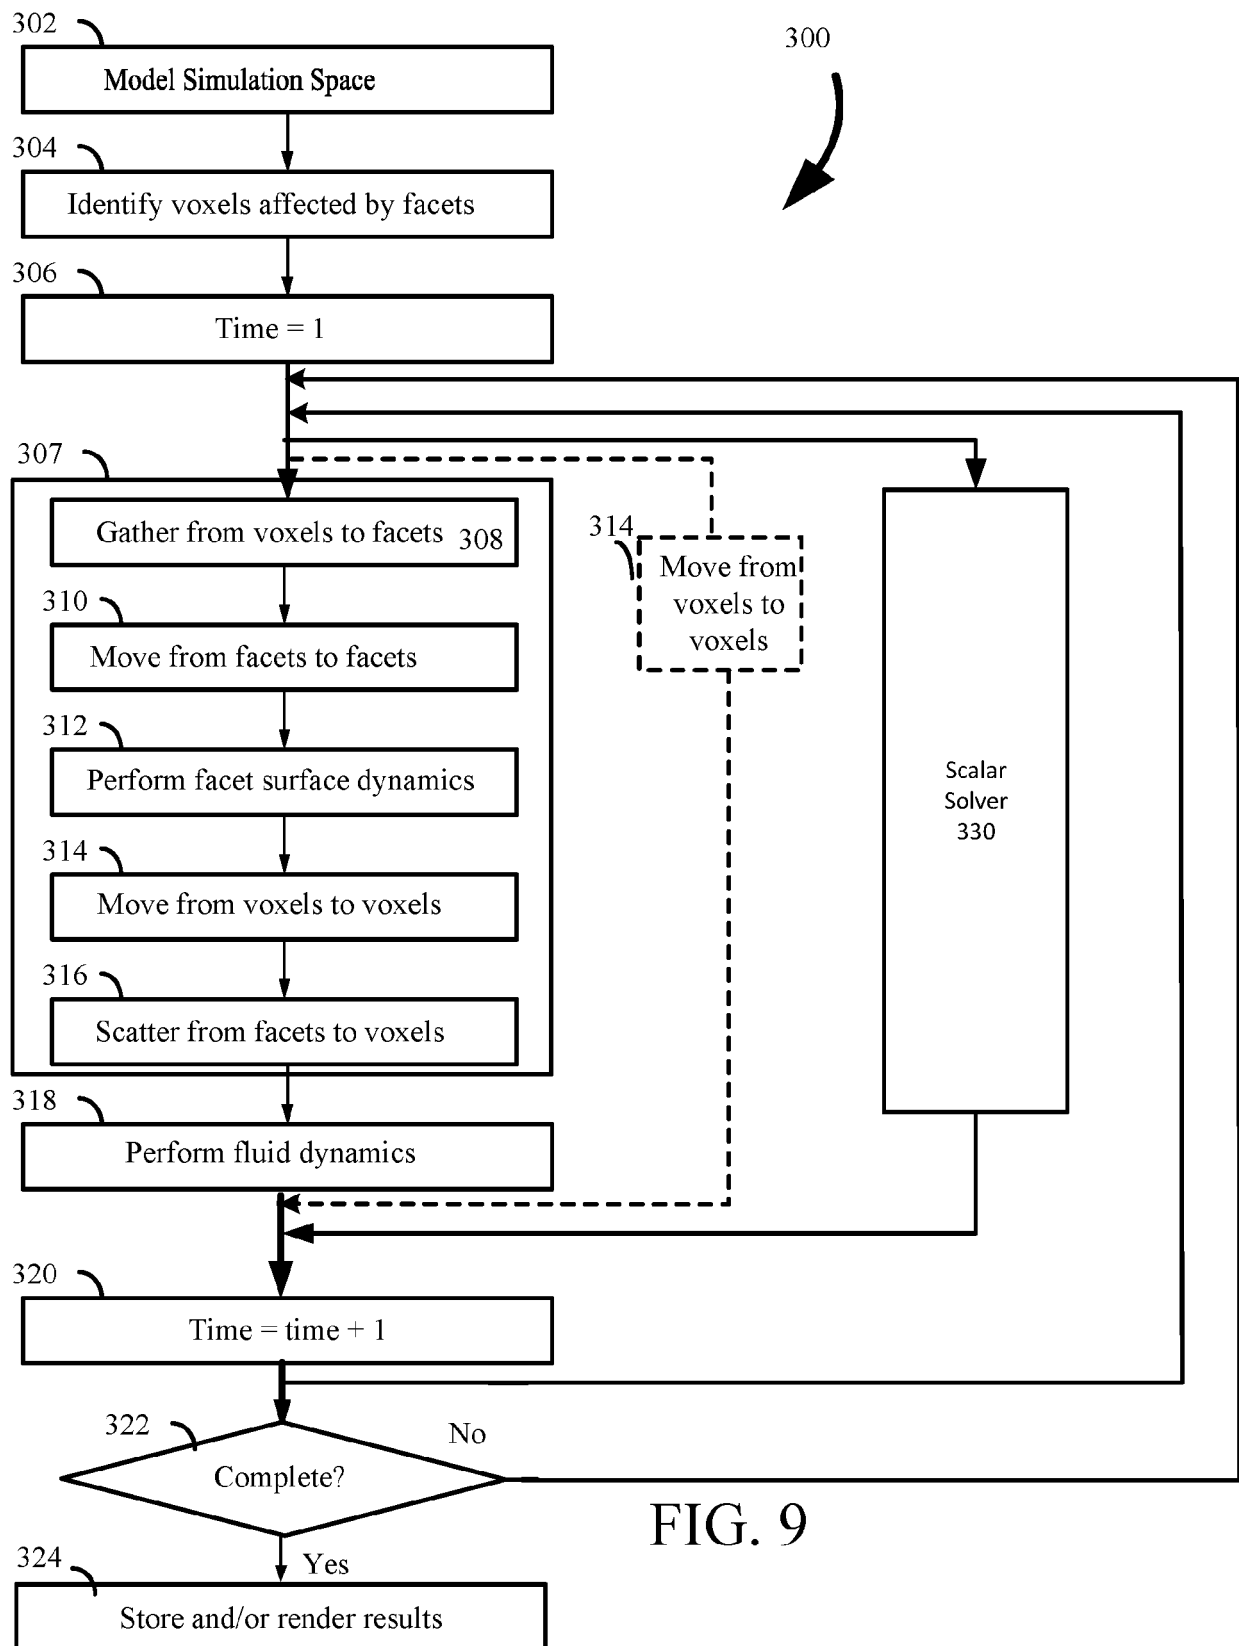 302
300
Model Simulation Space
304
Identify voxels affected by facets
306
Time = 1
307
Gather from voxels to facets 308
314
Move from
voxels to
voxels
310
Move from facets to facets
312
Perform facet surface dynamics
Scalar
Solver
330
314
Move from voxels to voxels
316
Scatter from facets to voxels
318
Perform fluid dynamics
320
Time = time + 1
322
No
Complete?
FIG. 9
324
Yes
Store and/or render results